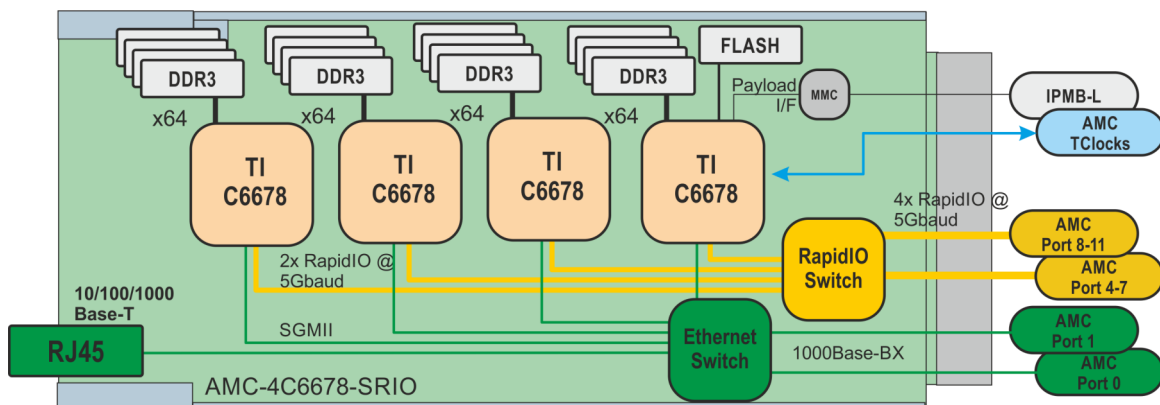 FLASH
DDR3
DDR3
DDR3
DDR3
x64
x64
x64
x64
Payload
I/F
MMC
IPMB-L
AMC
TClocks
TI
C6678
TI
C6678
TI
C6678
TI
C6678
4x RapidIO @
5Gbaud
AMC
Port 8-11
RapidIO
Switch
AMC
Port 4-7
2x RapidIO @
5Gbaud
10/100/1000
Base-T
RJ45
SGMII
Ethernet
Switch
1000Base-BX
AMC
Port 1
AMC
Port 0
AMC-4C6678-SRIO